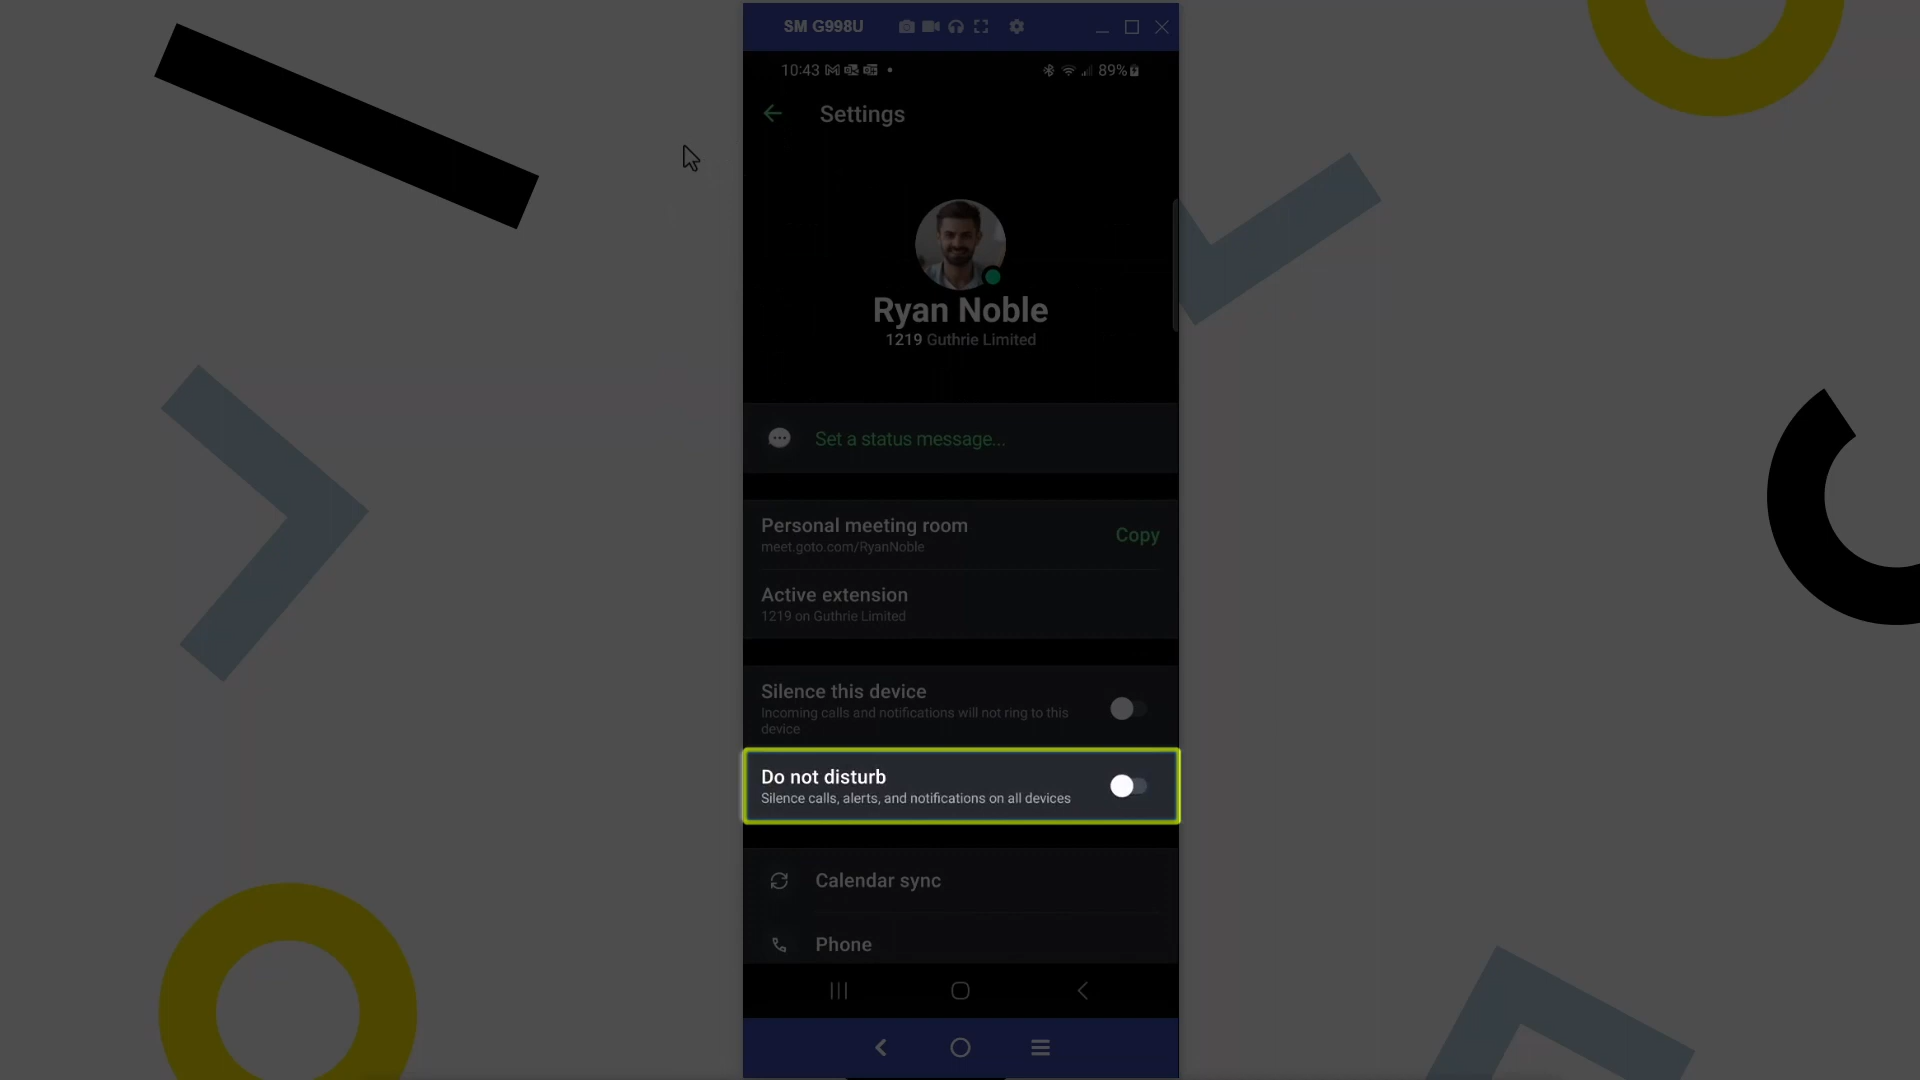 SM G998U
10:43
89%
Settings
Ryan Noble
1219 Guthrie Limited
Set a status message...
Personal meeting room
meet.goto.com/RyanNoble
Copy
Active extension
1219 on Guthrie Limited
Silence this device
Incoming calls and notifications will not ring to this
device
Do not disturb
Silence calls, alerts, and notifications on all devices
Calendar sync
Phone